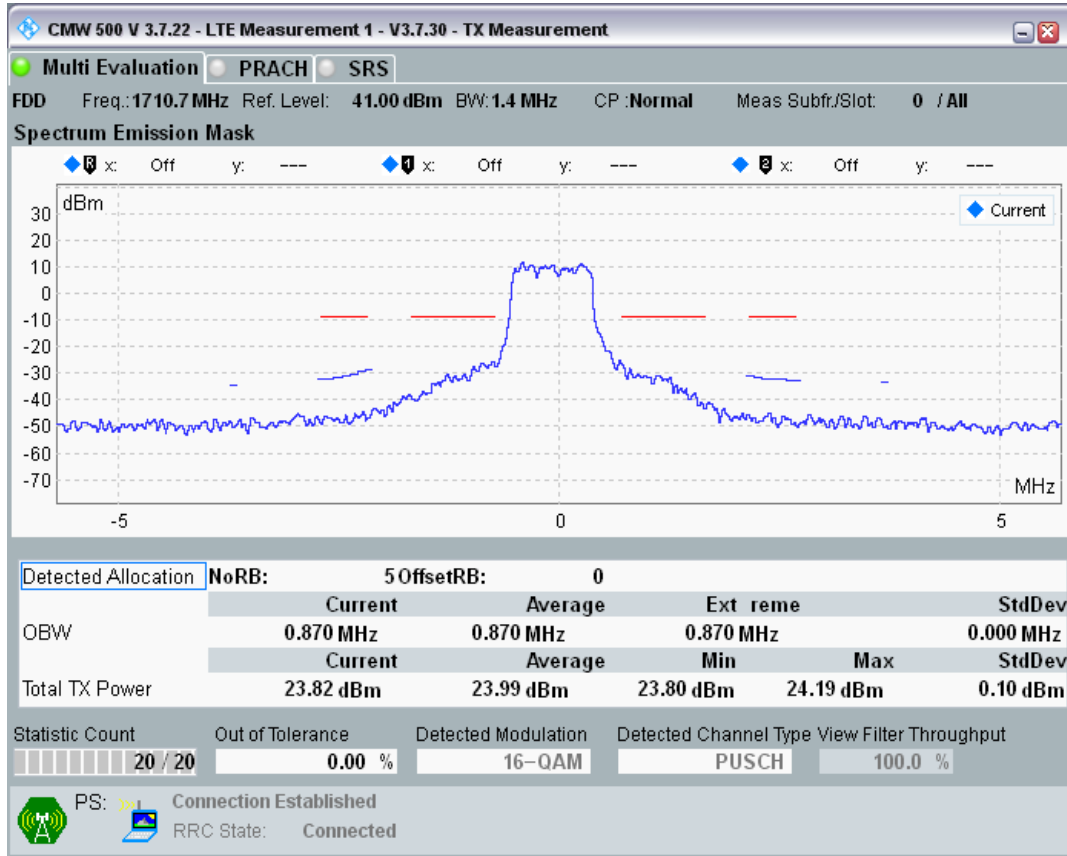 CMW 500 V 3.7.22 - LTE Measurement 1 - V3.7.30 - TX Measurement
Multi Evaluation PRACH SRS
FDD Freq.: 1710.7 MHz Ref. Level: 41.00 dBm BW: 1.4 MHz CP :Normal Meas Subfr./Slot: 0 / All
Spectrum Emission Mask
R x: Off y: --- 1 x: Off y: --- 2 x: Off y: ---
dBm
Current
30
20
10
0
-10
-20
-30
-40
-50
-60
-70
MHz
-5 0 5
Detected Allocation NoRB: 5 OffsetRB: 0
Current Average Ext reme StdDev
OBW 0.870 MHz 0.870 MHz 0.870 MHz 0.000 MHz
Current Average Min Max StdDev
Total TX Power 23.82 dBm 23.99 dBm 23.80 dBm 24.19 dBm 0.10 dBm
Statistic Count Out of Tolerance Detected Modulation Detected Channel Type View Filter Throughput
20 / 20 0.00 % 16-QAM PUSCH 100.0 %
PS: Connection Established
RRC State: Connected